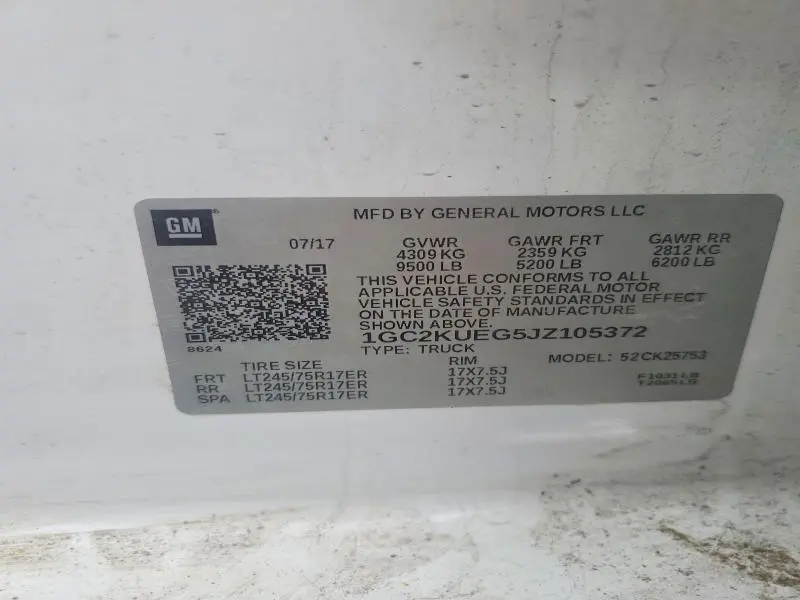 GM
MFD BY GENERAL MOTORS LLC
07/17 GVWR GAWR FRT GAWR RR
4309 KG 2359 KG 2812 KG
9500 LB 5200 LB 6200 LB
THIS VEHICLE CONFORMS TO ALL
APPLICABLE U.S. FEDERAL MOTOR
VEHICLE SAFETY STANDARDS IN EFFECT
ON THE DATE OF MANUFACTURE
SHOWN ABOVE.
1GC2KUEG5JZ105372
8624 TYPE: TRUCK MODEL: 52CK25753
TIRE SIZE RIM
FRT LT245/75R17ER 17X7.5J
RR LT245/75R17ER 17X7.5J
SPA LT245/75R17ER 17X7.5J